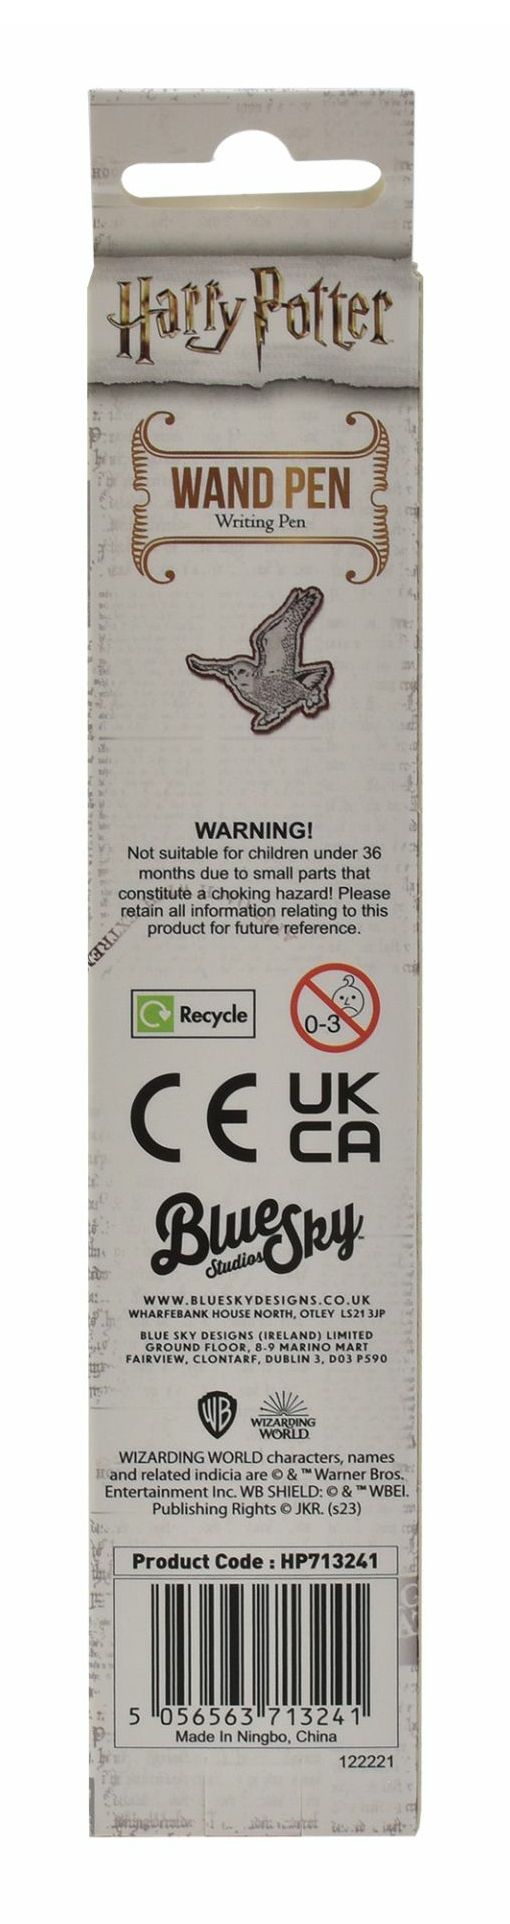 Harry Potter
WAND PEN
Writing Pen
WARNING!
Not suitable for children under 36
months due to small parts that
constitute a choking hazard! Please
retain all information relating to this
product for future reference.
Recycle
0-3
CE
UK
CA
Blue Sky
Studios
WWW.BLUESKYDESIGNS.CO.UK
WHARFEBANK HOUSE NORTH, OTLEY LS21 3JP
BLUE SKY DESIGNS (IRELAND) LIMITED
GROUND FLOOR, 8-9 MARINO MART
FAIRVIEW, CLONTARF, DUBLIN 3, D03 P590
WB
WIZARDING
WORLD
WIZARDING WORLD characters, names
and related indicia are © & ™ Warner Bros.
Entertainment Inc. WB SHIELD: © & ™ WBEI.
Publishing Rights © JKR. (s23)
Product Code : HP713241
5 056563 713241
Made In Ningbo, China
122221